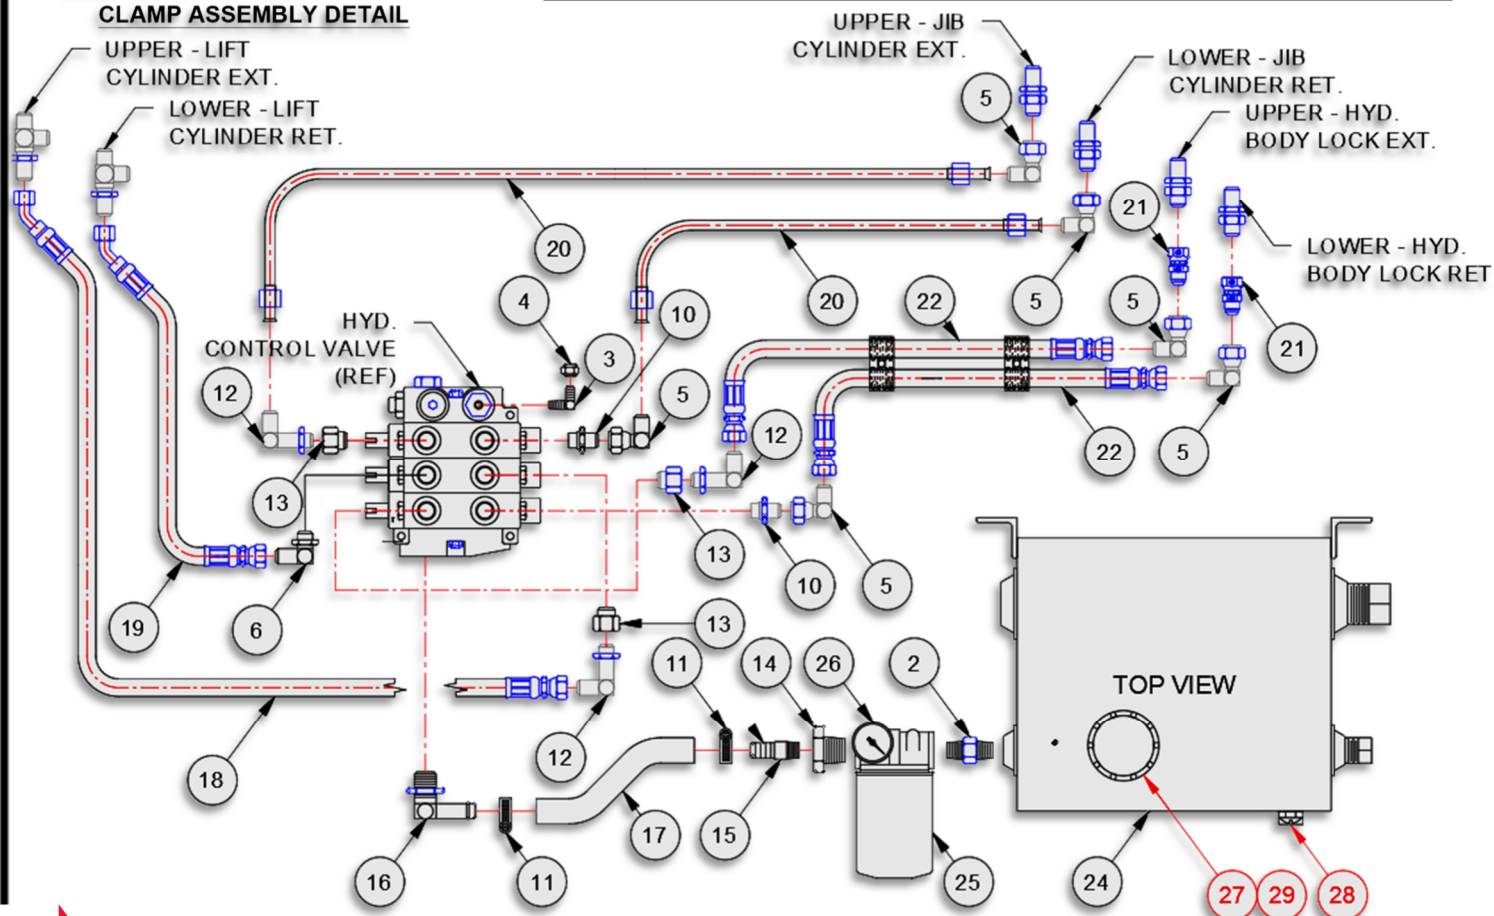 CLAMP ASSEMBLY DETAIL
UPPER - LIFT
CYLINDER EXT.
LOWER - LIFT
CYLINDER RET.
UPPER - JIB
CYLINDER EXT.
LOWER - JIB
CYLINDER RET.
UPPER - HYD.
BODY LOCK EXT.
LOWER - HYD.
BODY LOCK RET
5
21
20
20
5
5
22
21
4
10
3
HYD.
CONTROL VALVE
(REF)
12
5
12
22
5
13
13
10
5
19
6
13
11
14
26
2
TOP VIEW
12
18
17
15
16
11
25
24
27
29
28